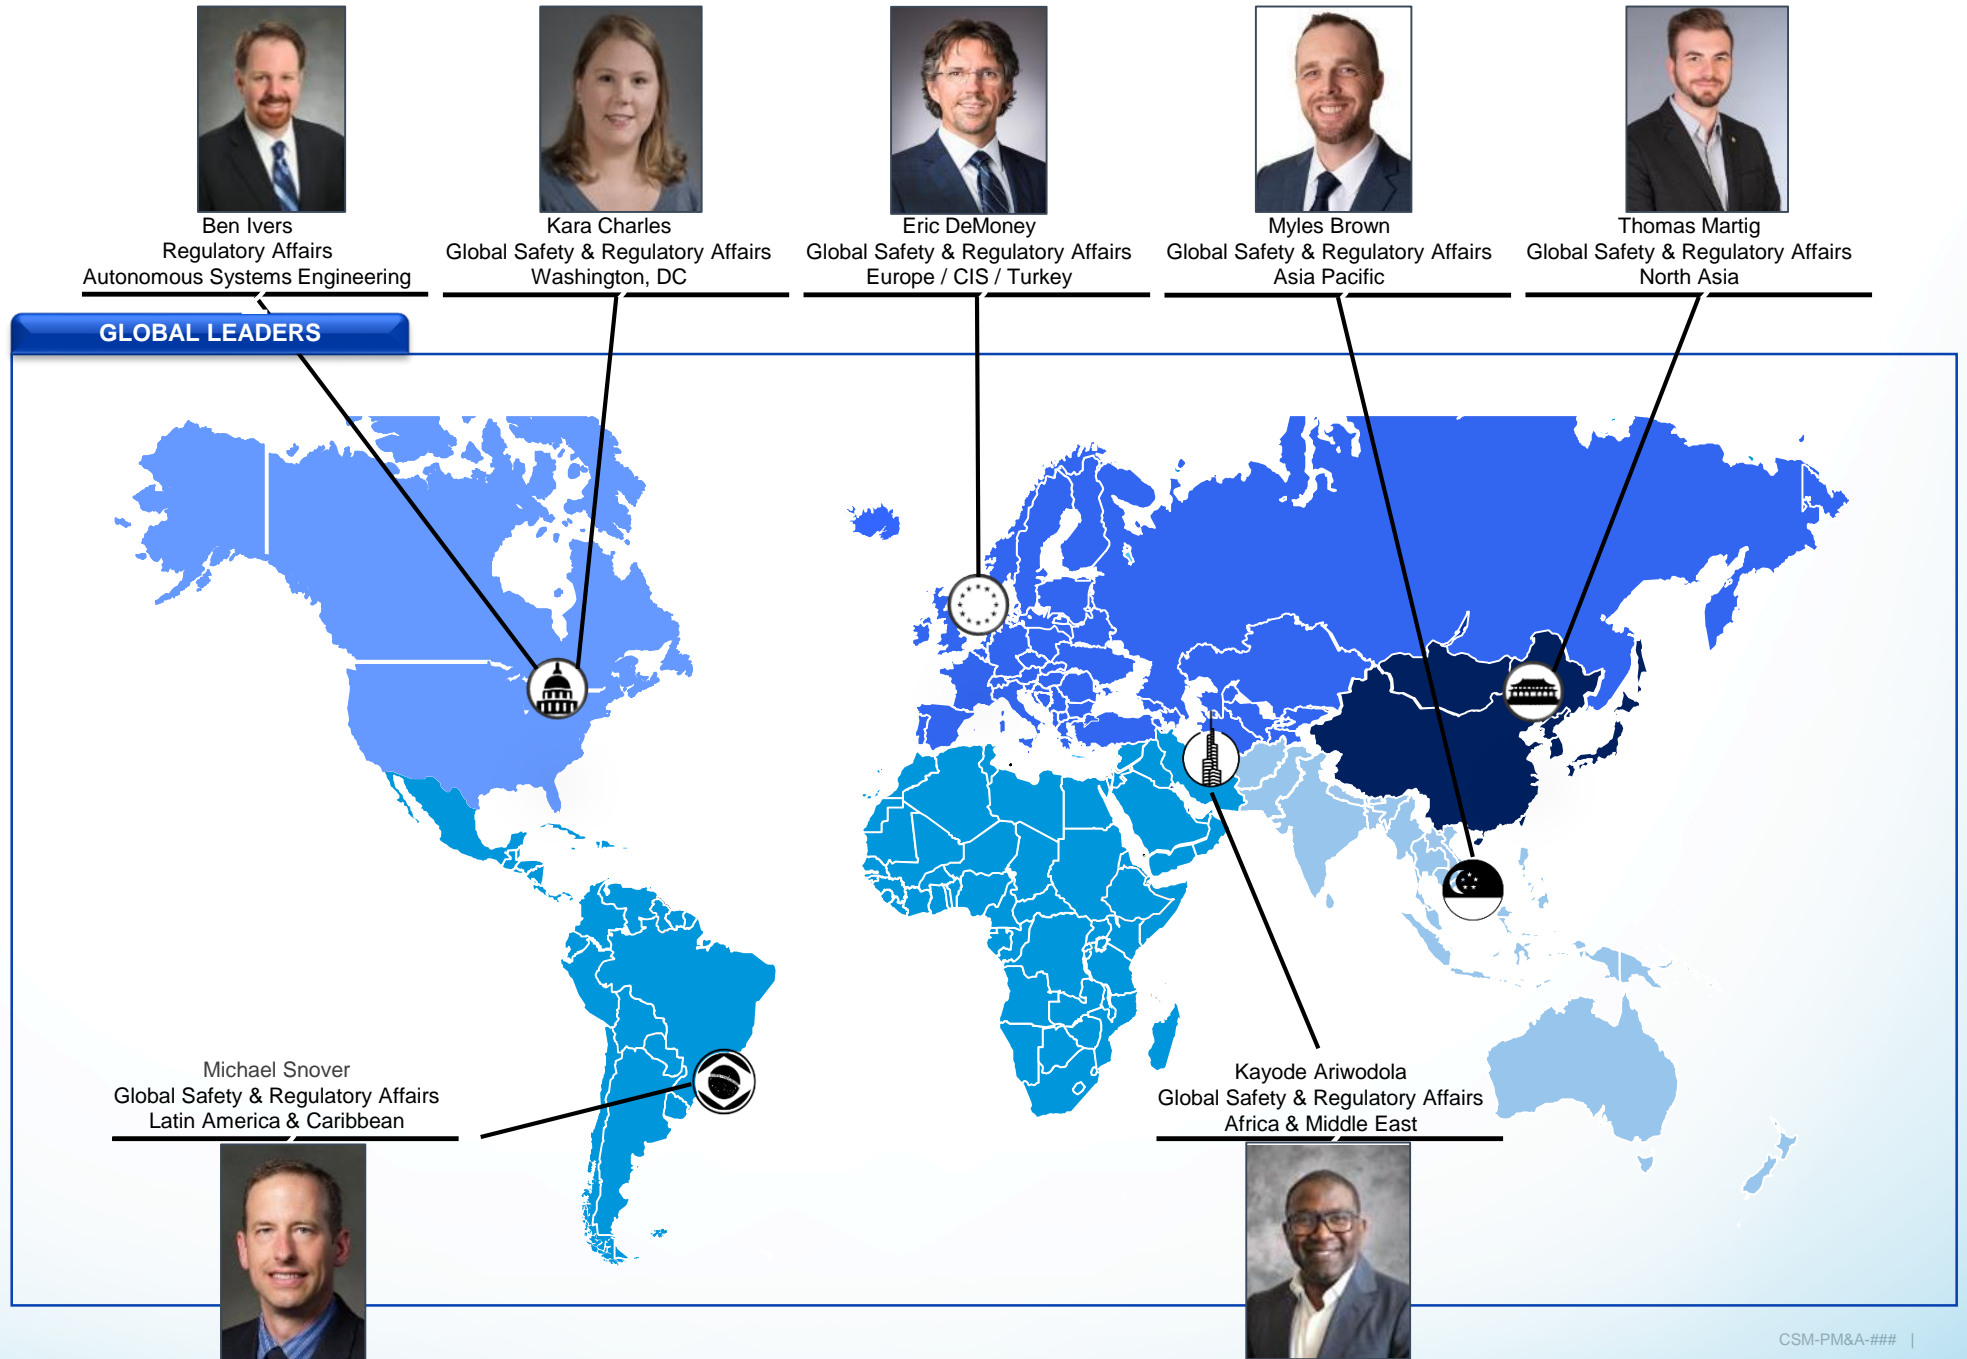 Ben Ivers
Regulatory Affairs
Autonomous Systems Engineering
Kara Charles
Global Safety & Regulatory Affairs
Washington, DC
Eric DeMoney
Global Safety & Regulatory Affairs
Europe / CIS / Turkey
Myles Brown
Global Safety & Regulatory Affairs
Asia Pacific
Thomas Martig
Global Safety & Regulatory Affairs
North Asia
GLOBAL LEADERS
Michael Snover
Global Safety & Regulatory Affairs
Latin America & Caribbean
Kayode Ariwodola
Global Safety & Regulatory Affairs
Africa & Middle East
CSM-PM&A-### |